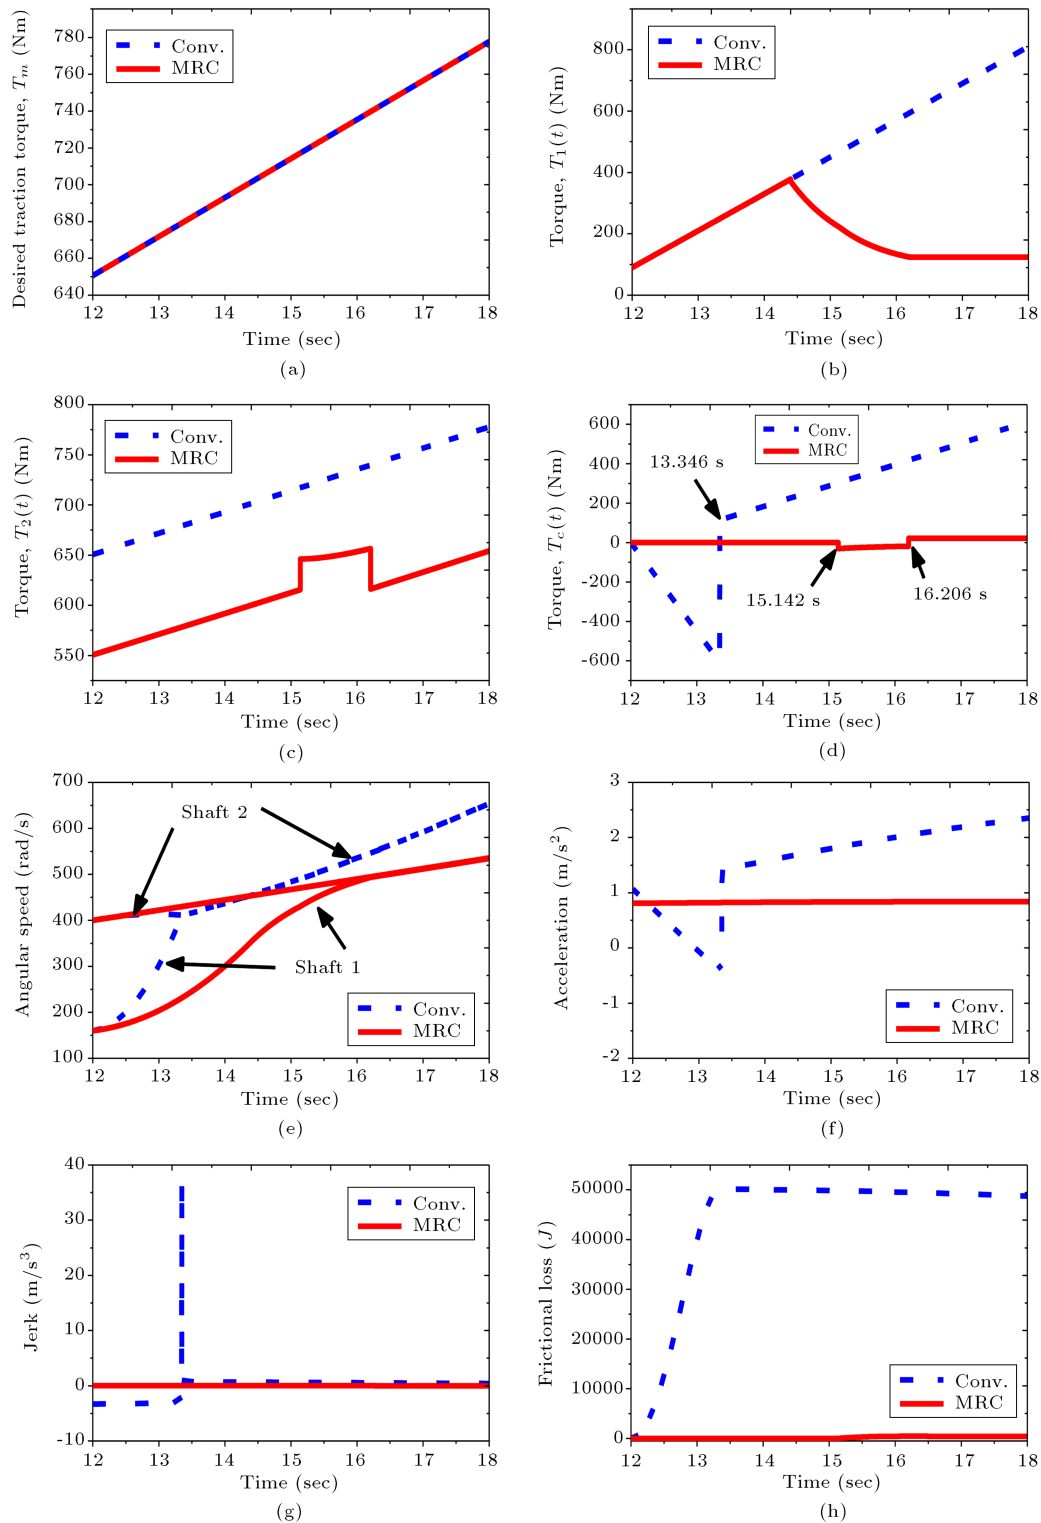 Desired traction torque, Tm (Nm)
780
760
740
720
700
680
660
640
Conv.
MRC
12 13 14 15 16 17 18
Time (sec)
(a)
Torque, T1(t) (Nm)
800
600
400
200
0
Conv.
MRC
12 13 14 15 16 17 18
Time (sec)
(b)
Torque, T2(t) (Nm)
800
750
700
650
600
550
Conv.
MRC
12 13 14 15 16 17 18
Time (sec)
(c)
Torque, Tc(t) (Nm)
600
400
200
0
-200
-400
-600
Conv.
MRC
13.346 s
15.142 s
16.206 s
12 13 14 15 16 17 18
Time (sec)
(d)
Angular speed (rad/s)
700
600
500
400
300
200
100
Shaft 2
Shaft 1
Conv.
MRC
12 13 14 15 16 17 18
Time (sec)
(e)
Acceleration (m/s²)
3
2
1
0
-1
-2
Conv.
MRC
12 13 14 15 16 17 18
Time (sec)
(f)
Jerk (m/s³)
40
30
20
10
0
-10
Conv.
MRC
12 13 14 15 16 17 18
Time (sec)
(g)
Frictional loss (J)
50000
40000
30000
20000
10000
0
Conv.
MRC
12 13 14 15 16 17 18
Time (sec)
(h)